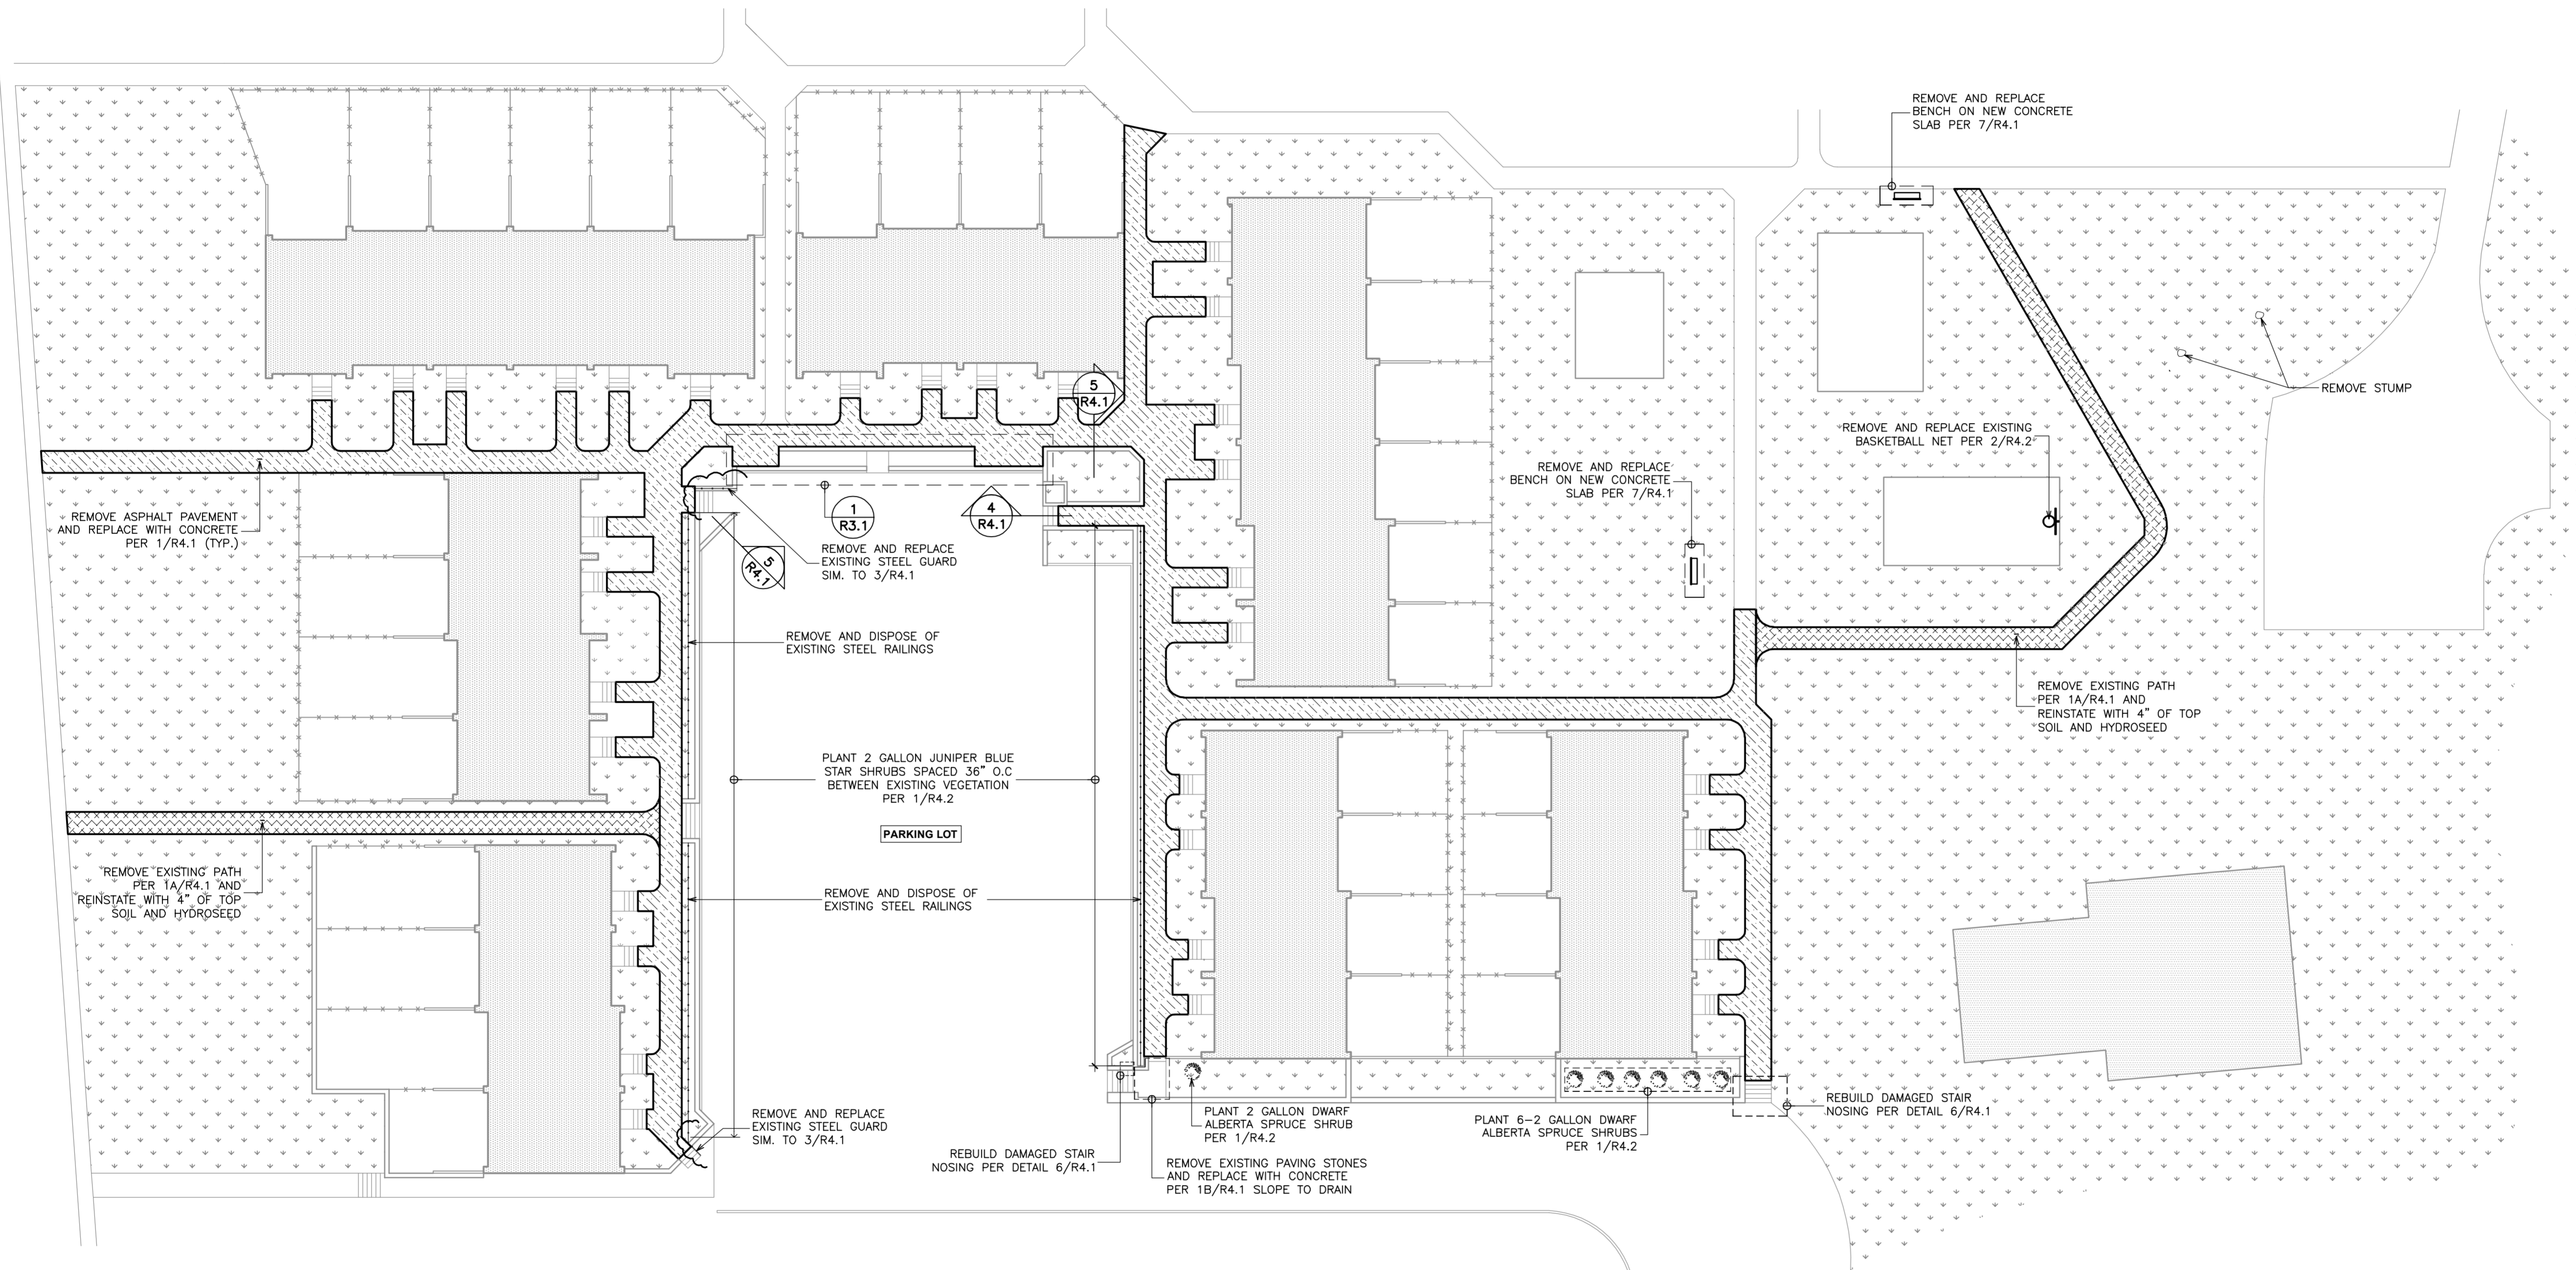 REMOVE AND REPLACE
BENCH ON NEW CONCRETE
SLAB PER 7/R4.1
REMOVE STUMP
5
R4.1
REMOVE AND REPLACE EXISTING
BASKETBALL NET PER 2/R4.2
REMOVE AND REPLACE
BENCH ON NEW CONCRETE
SLAB PER 7/R4.1
REMOVE ASPHALT PAVEMENT
AND REPLACE WITH CONCRETE
PER 1/R4.1 (TYP.)
1
R3.1
4
R4.1
5
R4.1
REMOVE AND REPLACE
EXISTING STEEL GUARD
SIM. TO 3/R4.1
REMOVE AND DISPOSE OF
EXISTING STEEL RAILINGS
REMOVE EXISTING PATH
PER 1A/R4.1 AND
REINSTATE WITH 4" OF TOP
SOIL AND HYDROSEED
PLANT 2 GALLON JUNIPER BLUE
STAR SHRUBS SPACED 36" O.C
BETWEEN EXISTING VEGETATION
PER 1/R4.2
PARKING LOT
REMOVE EXISTING PATH
PER 1A/R4.1 AND
REINSTATE WITH 4" OF TOP
SOIL AND HYDROSEED
REMOVE AND DISPOSE OF
EXISTING STEEL RAILINGS
REMOVE AND REPLACE
EXISTING STEEL GUARD
SIM. TO 3/R4.1
REBUILD DAMAGED STAIR
NOSING PER DETAIL 6/R4.1
PLANT 2 GALLON DWARF
ALBERTA SPRUCE SHRUB
PER 1/R4.2
REMOVE EXISTING PAVING STONES
AND REPLACE WITH CONCRETE
PER 1B/R4.1 SLOPE TO DRAIN
PLANT 6-2 GALLON DWARF
ALBERTA SPRUCE SHRUBS
PER 1/R4.2
REBUILD DAMAGED STAIR
NOSING PER DETAIL 6/R4.1